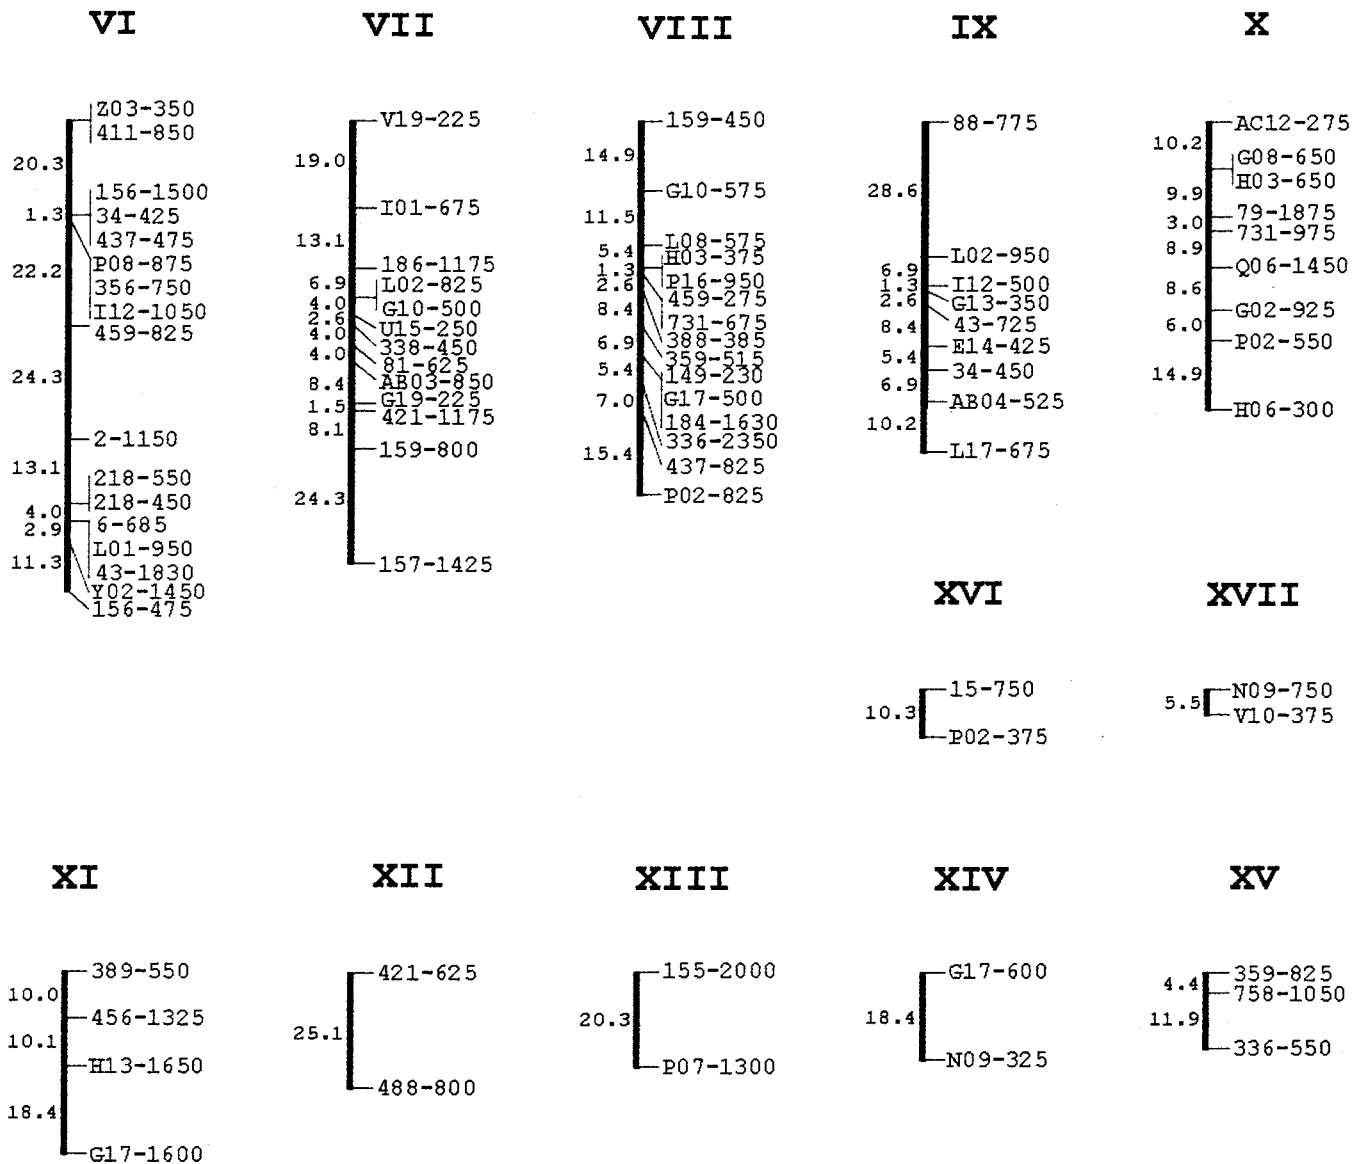 VI
Z03-350
411-850
20.3
156-1500
1.3
34-425
437-475
P08-875
22.2
356-750
I12-1050
459-825
24.3
2-1150
13.1
218-550
218-450
4.0
6-685
2.9
L01-950
11.3
43-1830
Y02-1450
156-475
VII
V19-225
19.0
I01-675
13.1
186-1175
6.9
L02-825
4.0
G10-500
2.6
U15-250
4.0
338-450
4.0
81-625
8.4
AB03-850
G19-225
1.5
421-1175
8.1
159-800
24.3
157-1425
VIII
159-450
14.9
G10-575
11.5
L08-575
5.4
H03-375
1.3
P16-950
2.6
459-275
8.4
731-675
388-385
6.9
359-515
5.4
149-230
7.0
G17-500
184-1630
336-2350
15.4
437-825
P02-825
IX
88-775
28.6
L02-950
6.9
1.3
I12-500
2.6
G13-350
8.4
43-725
E14-425
5.4
34-450
6.9
AB04-525
10.2
L17-675
X
AC12-275
10.2
G08-650
H03-650
9.9
79-1875
3.0
731-975
8.9
Q06-1450
8.6
G02-925
6.0
P02-550
14.9
H06-300
XVI
15-750
10.3
P02-375
XVII
N09-750
5.5
V10-375
XI
389-550
10.0
456-1325
10.1
H13-1650
18.4
G17-1600
XII
421-625
25.1
488-800
XIII
155-2000
20.3
P07-1300
XIV
G17-600
18.4
N09-325
XV
359-825
4.4
758-1050
11.9
336-550